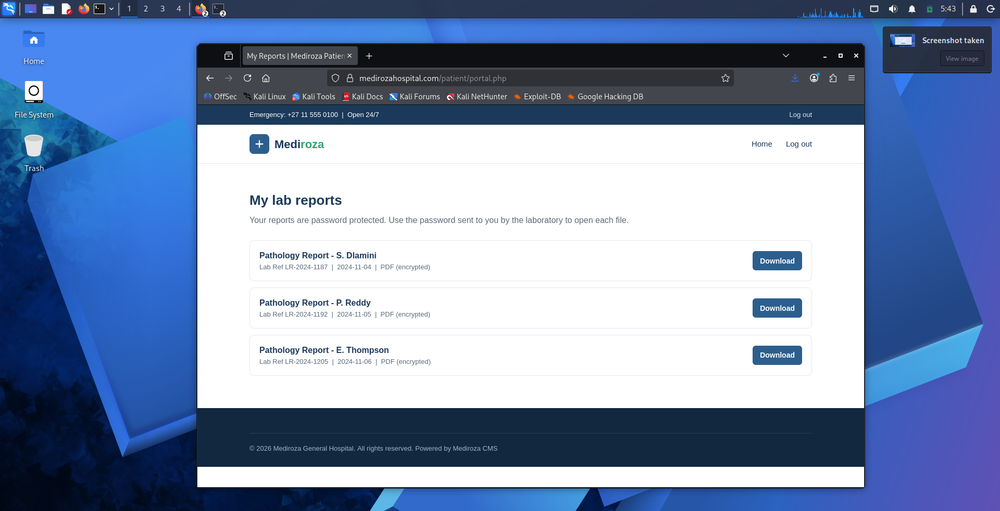 1 2 3 4 2 2 5:43
Home
File System
Trash
Screenshot taken
View image
My Reports | Mediroza Patien
medirozahospital.com/patient/portal.php
OffSec Kali Linux Kali Tools Kali Docs Kali Forums Kali NetHunter Exploit-DB Google Hacking DB
Emergency: +27 11 555 0100 | Open 24/7 Log out
Mediroza Home Log out
My lab reports
Your reports are password protected. Use the password sent to you by the laboratory to open each file.
Pathology Report - S. Dlamini
Lab Ref LR-2024-1187 | 2024-11-04 | PDF (encrypted)
Download
Pathology Report - P. Reddy
Lab Ref LR-2024-1192 | 2024-11-05 | PDF (encrypted)
Download
Pathology Report - E. Thompson
Lab Ref LR-2024-1205 | 2024-11-06 | PDF (encrypted)
Download
© 2026 Mediroza General Hospital. All rights reserved. Powered by Mediroza CMS